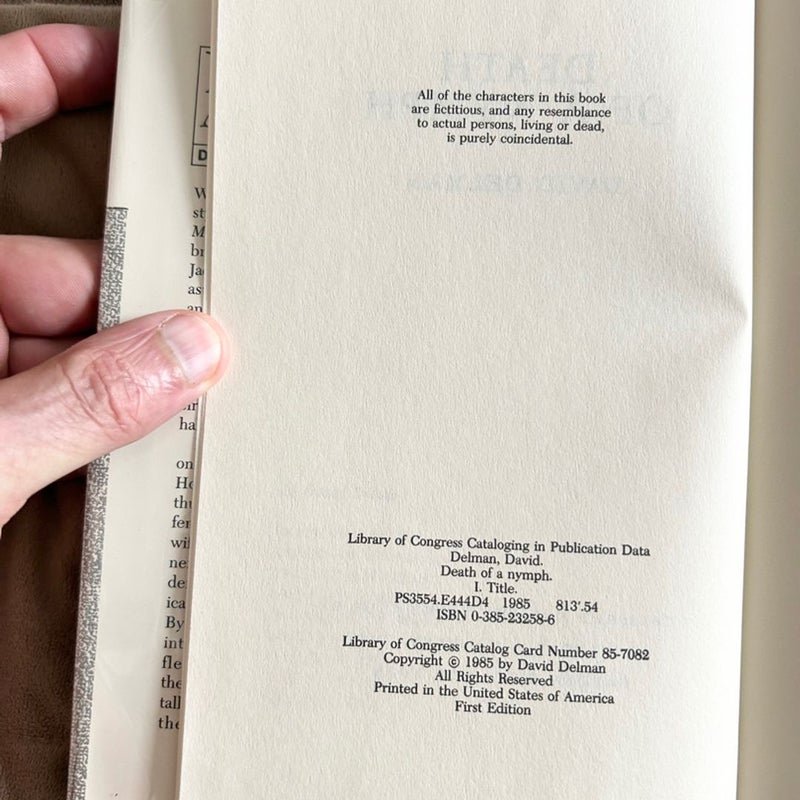 All of the characters in this book
are fictitious, and any resemblance
to actual persons, living or dead,
is purely coincidental.
Library of Congress Cataloging in Publication Data
Delman, David.
Death of a nymph.
I. Title.
PS3554.E444D4 1985 813'.54
ISBN 0-385-23258-6
Library of Congress Catalog Card Number 85-7082
Copyright © 1985 by David Delman
All Rights Reserved
Printed in the United States of America
First Edition